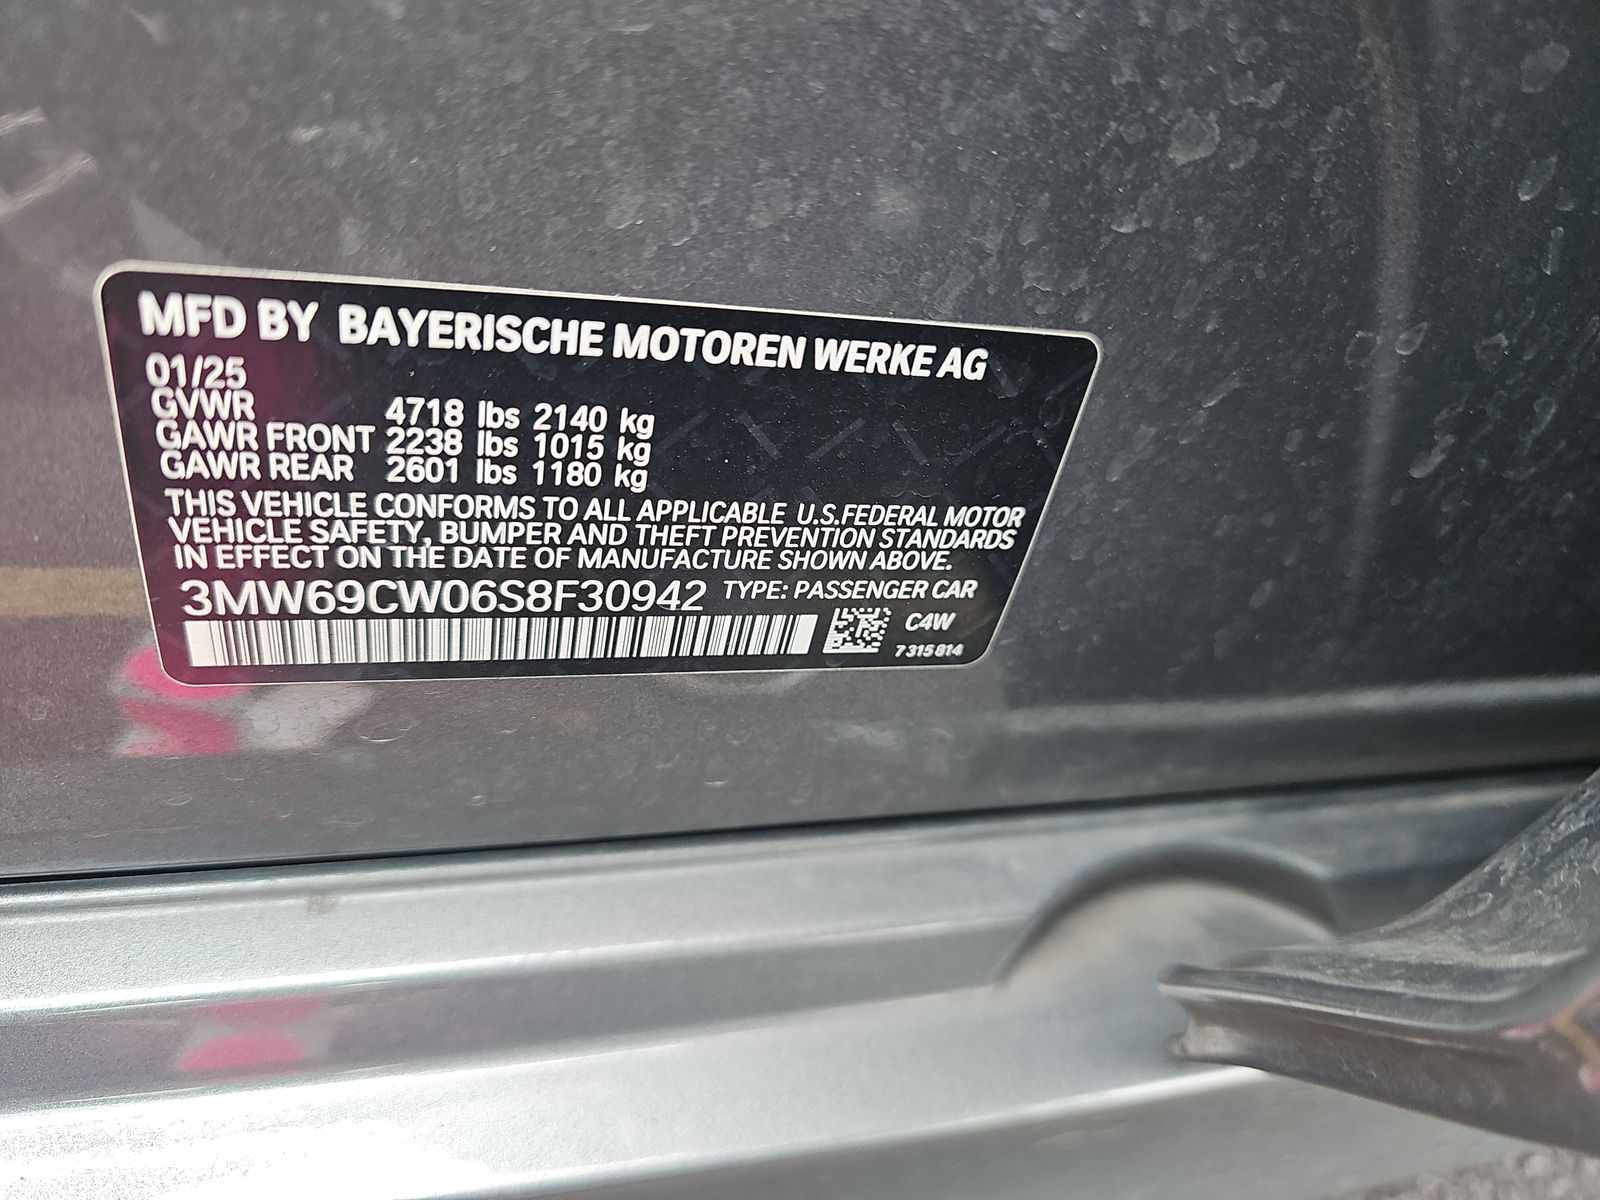 MFD BY BAYERISCHE MOTOREN WERKE AG
01/25
GVWR 4718 lbs 2140 kg
GAWR FRONT 2238 lbs 1015 kg
GAWR REAR 2601 lbs 1180 kg
THIS VEHICLE CONFORMS TO ALL APPLICABLE U.S.FEDERAL MOTOR
VEHICLE SAFETY, BUMPER AND THEFT PREVENTION STANDARDS
IN EFFECT ON THE DATE OF MANUFACTURE SHOWN ABOVE.
3MW69CW06S8F30942 TYPE: PASSENGER CAR
C4W
7315814